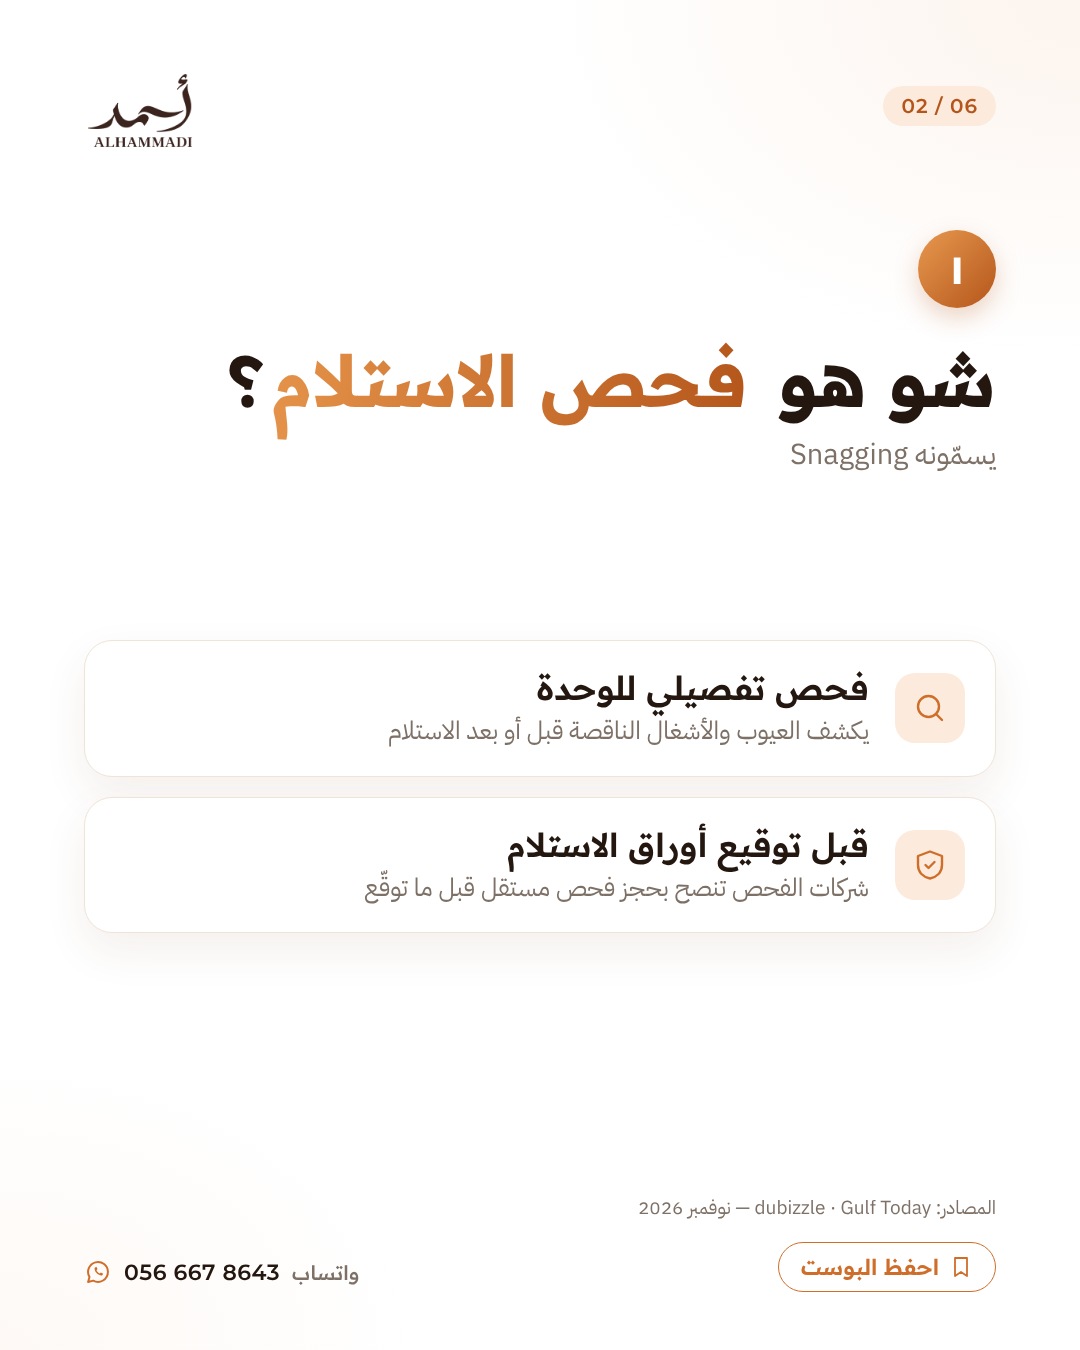 أحمد
ALHAMMADI
02 / 06
١
شو هو فحص الاستلام؟
يسمّونه Snagging
فحص تفصيلي للوحدة
يكشف العيوب والأشغال الناقصة قبل أو بعد الاستلام
قبل توقيع أوراق الاستلام
شركات الفحص تنصح بحجز فحص مستقل قبل ما توقّع
المصادر: dubizzle · Gulf Today — نوفمبر 2026
احفظ البوست
واتساب 056 667 8643